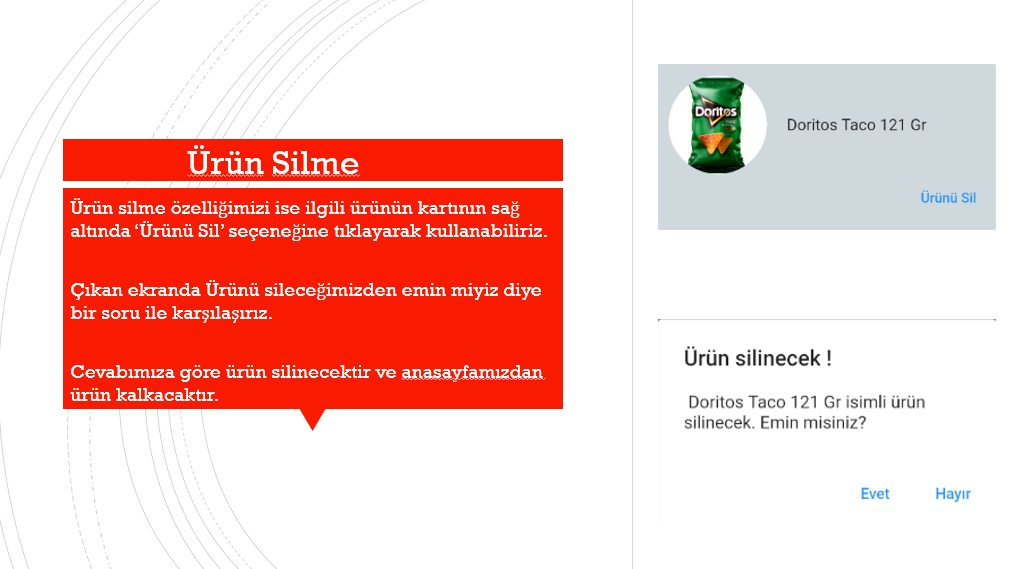 Ürün Silme
Ürün silme özelliğimizi ise ilgili ürünün kartının sağ
altında ‘Ürünü Sil’ seçeneğine tıklayarak kullanabiliriz.
Çıkan ekranda Ürünü sileceğimizden emin miyiz diye
bir soru ile karşılaşırız.
Cevabımıza göre ürün silinecektir ve anasayfamızdan
ürün kalkacaktır.
Doritos
Doritos Taco 121 Gr
Ürünü Sil
Ürün silinecek !
Doritos Taco 121 Gr isimli ürün
silinecek. Emin misiniz?
Evet Hayır